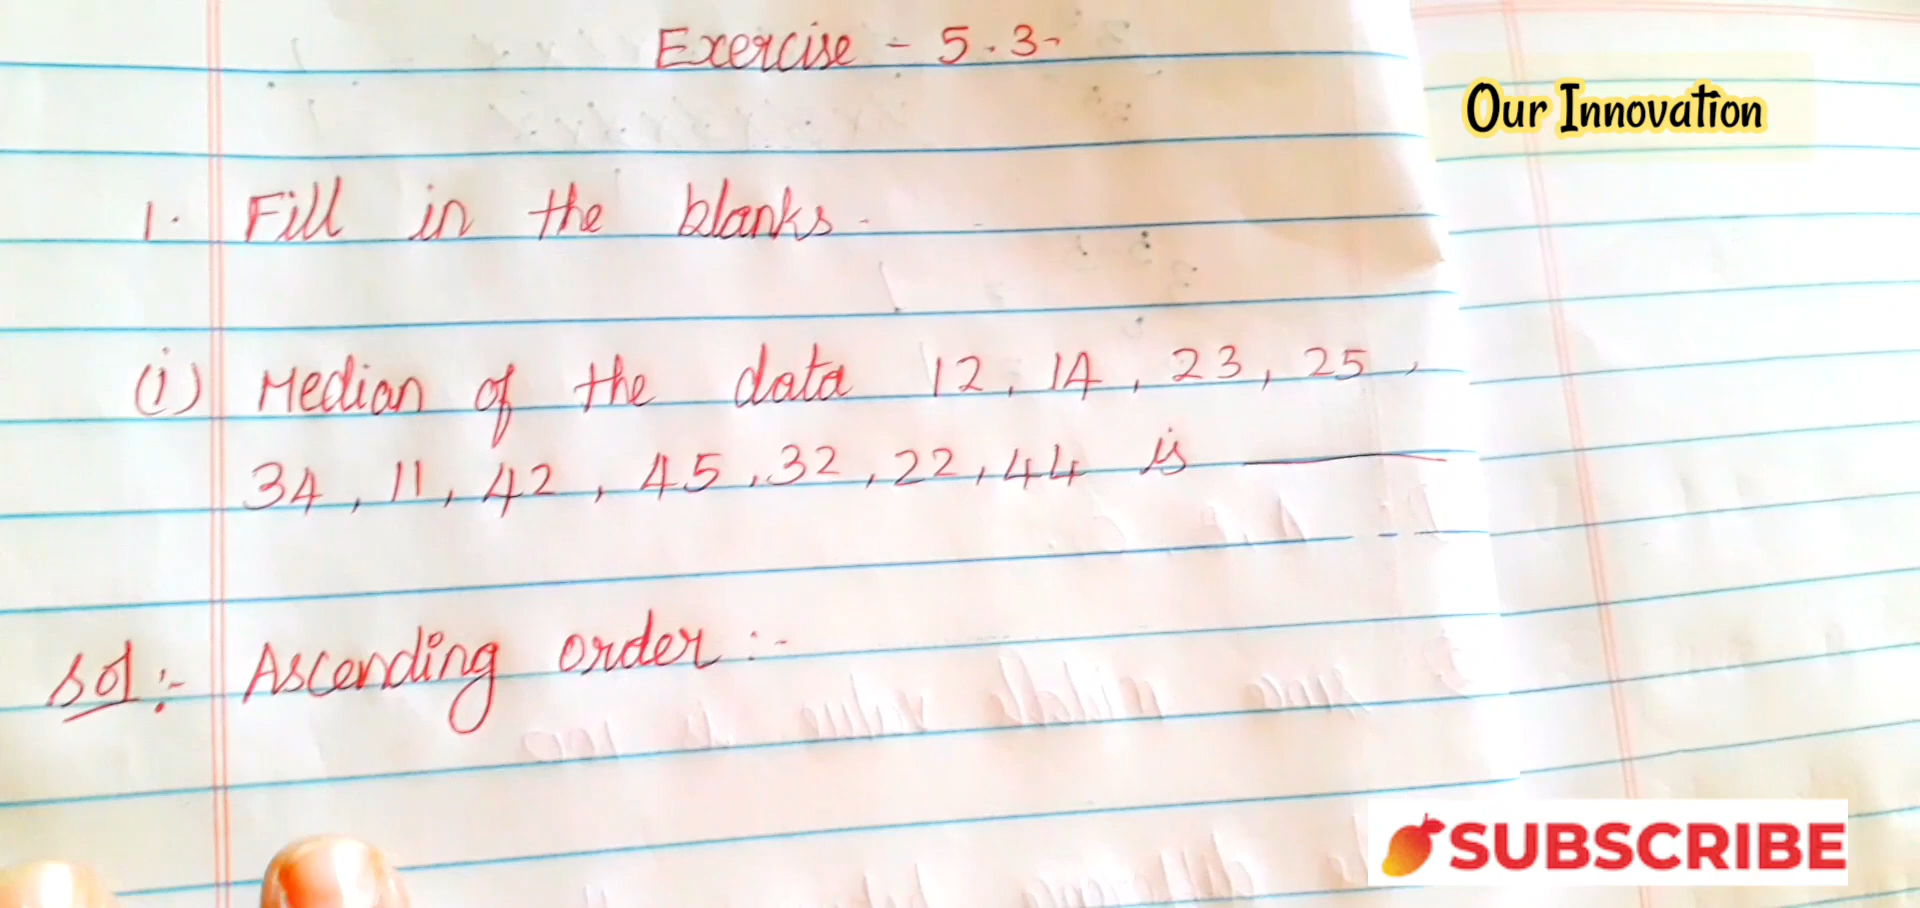 Exercise - 5.3-
Our Innovation
1. Fill in the blanks.
(i) Median of the data 12, 14, 23, 25,
34, 11, 42, 45, 32, 22, 44 is ______
Sol:- Ascending order :-
SUBSCRIBE